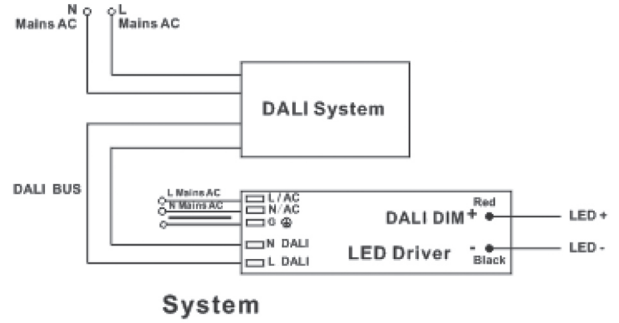 N
Mains AC
L
Mains AC
DALI System
DALI BUS
L Mains AC
N Mains AC
L/AC
N/AC
G
N DALI
L DALI
DALI DIM
LED Driver
Red
+
-
Black
LED +
LED -
System